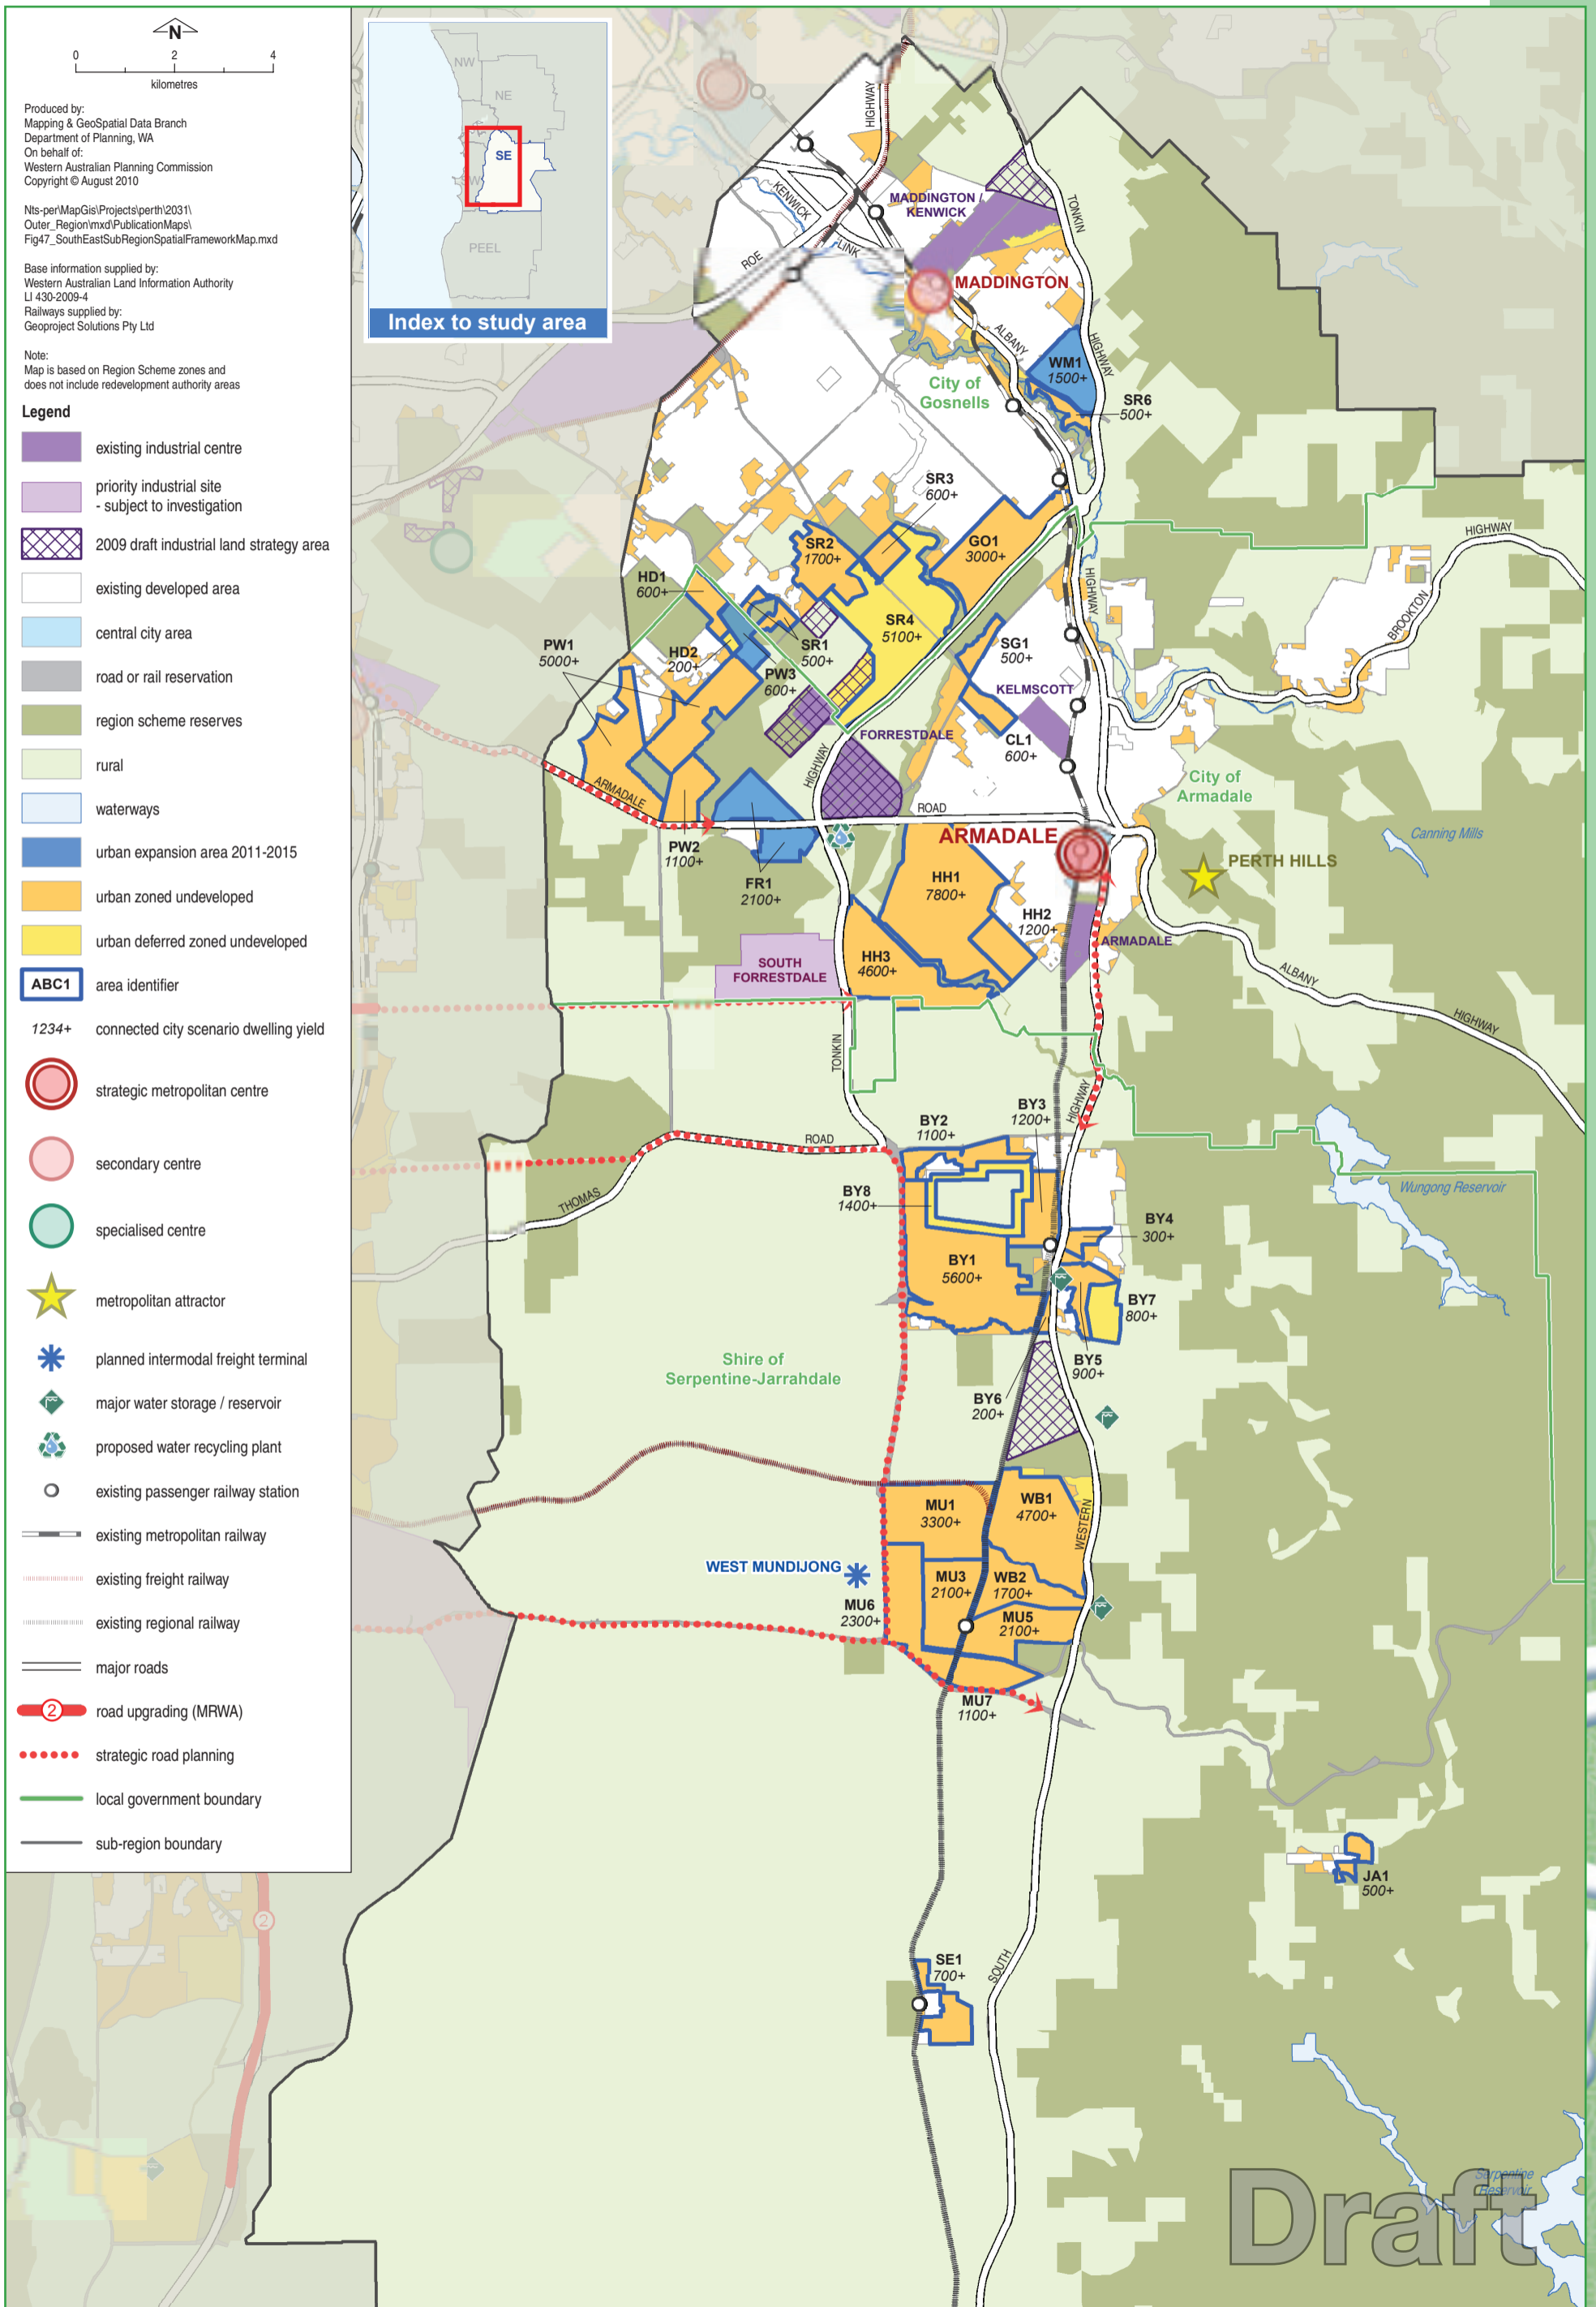 N
0 2 4
kilometres
Produced by:
Mapping & GeoSpatial Data Branch
Department of Planning, WA
On behalf of:
Western Australian Planning Commission
Copyright © August 2010
Nts-per\MapGis\Projects\perth\2031\
Outer_Region\mxd\PublicationMaps\
Fig47_SouthEastSubRegionSpatialFrameworkMap.mxd
Base information supplied by:
Western Australian Land Information Authority
LI 430-2009-4
Railways supplied by:
Geoproject Solutions Pty Ltd
Note:
Map is based on Region Scheme zones and
does not include redevelopment authority areas
Legend
existing industrial centre
priority industrial site
- subject to investigation
2009 draft industrial land strategy area
existing developed area
central city area
road or rail reservation
region scheme reserves
rural
waterways
urban expansion area 2011-2015
urban zoned undeveloped
urban deferred zoned undeveloped
ABC1
area identifier
1234+
connected city scenario dwelling yield
strategic metropolitan centre
secondary centre
specialised centre
metropolitan attractor
planned intermodal freight terminal
major water storage / reservoir
proposed water recycling plant
existing passenger railway station
existing metropolitan railway
existing freight railway
existing regional railway
major roads
2
road upgrading (MRWA)
strategic road planning
local government boundary
sub-region boundary
NW
NE
SE
SW
PEEL
Index to study area
HIGHWAY
KENWICK
LINK
ROE
MADDINGTON /
KENWICK
TONKIN
MADDINGTON
ALBANY
HIGHWAY
WM1
1500+
City of
Gosnells
SR6
500+
SR3
600+
SR2
1700+
GO1
3000+
HIGHWAY
HD1
600+
HIGHWAY
BROOKTON
SR4
5100+
PW1
5000+
HD2
200+
SR1
500+
SG1
500+
PW3
600+
KELMSCOTT
FORRESTDALE
CL1
600+
HIGHWAY
City of
Armadale
ARMADALE
ROAD
ARMADALE
Canning Mills
PW2
1100+
PERTH HILLS
FR1
2100+
HH1
7800+
HH2
1200+
ARMADALE
HH3
4600+
SOUTH
FORRESTDALE
ALBANY
HIGHWAY
TONKIN
HIGHWAY
BY3
1200+
BY2
1100+
ROAD
THOMAS
BY8
1400+
Wungong Reservoir
BY4
300+
BY1
5600+
BY7
800+
Shire of
Serpentine-Jarrahdale
BY5
900+
BY6
200+
MU1
3300+
WB1
4700+
WESTERN
WEST MUNDIJONG
MU3
2100+
WB2
1700+
MU6
2300+
MU5
2100+
MU7
1100+
JA1
500+
2
SE1
700+
SOUTH
Serpentine
Reservoir
Draft